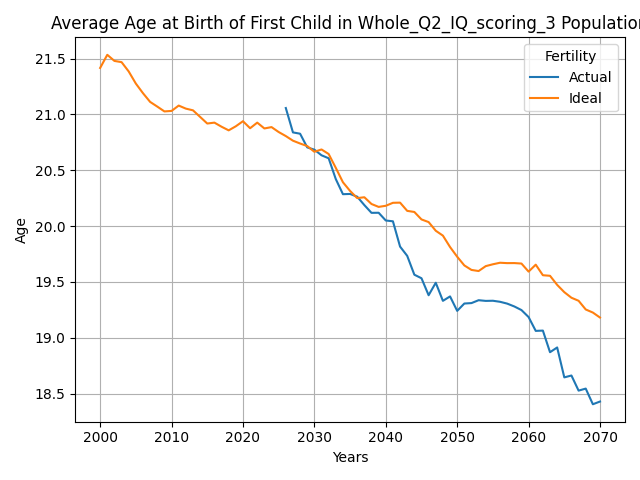 Average Age at Birth of First Child in Whole_Q2_IQ_scoring_3 Population
Fertility
Actual
Ideal
21.5
21.0
20.5
20.0
19.5
19.0
18.5
Age
2000 2010 2020 2030 2040 2050 2060 2070
Years